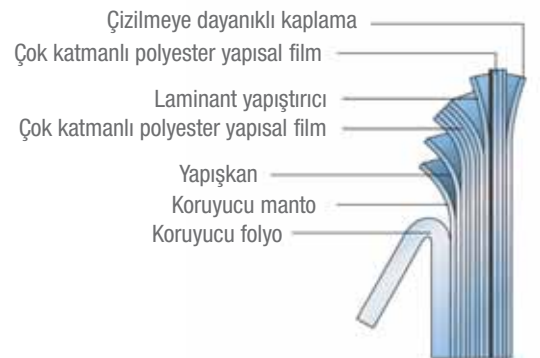 Çizilmeye dayanıklı kaplama
Çok katmanlı polyester yapısal film
Laminant yapıştırıcı
Çok katmanlı polyester yapısal film
Yapışkan
Koruyucu manto
Koruyucu folyo